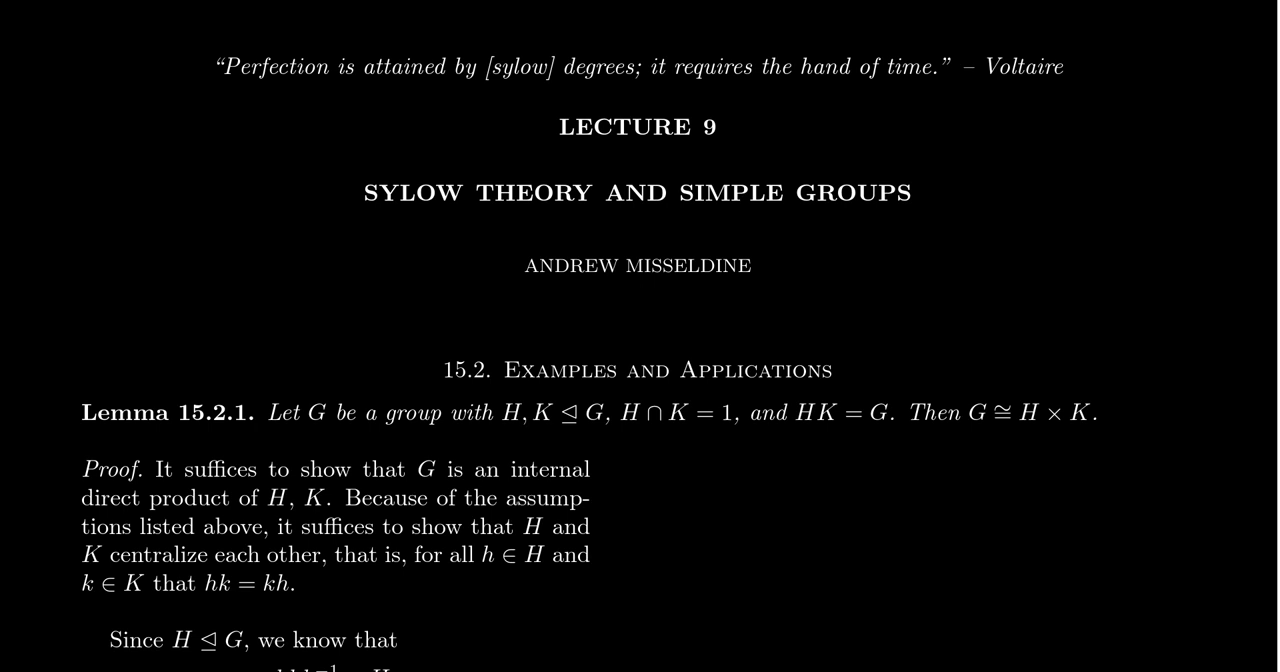 “Perfection is attained by [sylow] degrees; it requires the hand of time.” – Voltaire
LECTURE 9
SYLOW THEORY AND SIMPLE GROUPS
ANDREW MISSELDINE
15.2. Examples and Applications
Lemma 15.2.1. Let G be a group with H, K ⊴ G, H ∩ K = 1, and HK = G. Then G ≅ H × K.
Proof. It suffices to show that G is an internal
direct product of H, K. Because of the assump-
tions listed above, it suffices to show that H and
K centralize each other, that is, for all h ∈ H and
k ∈ K that hk = kh.
Since H ⊴ G, we know that